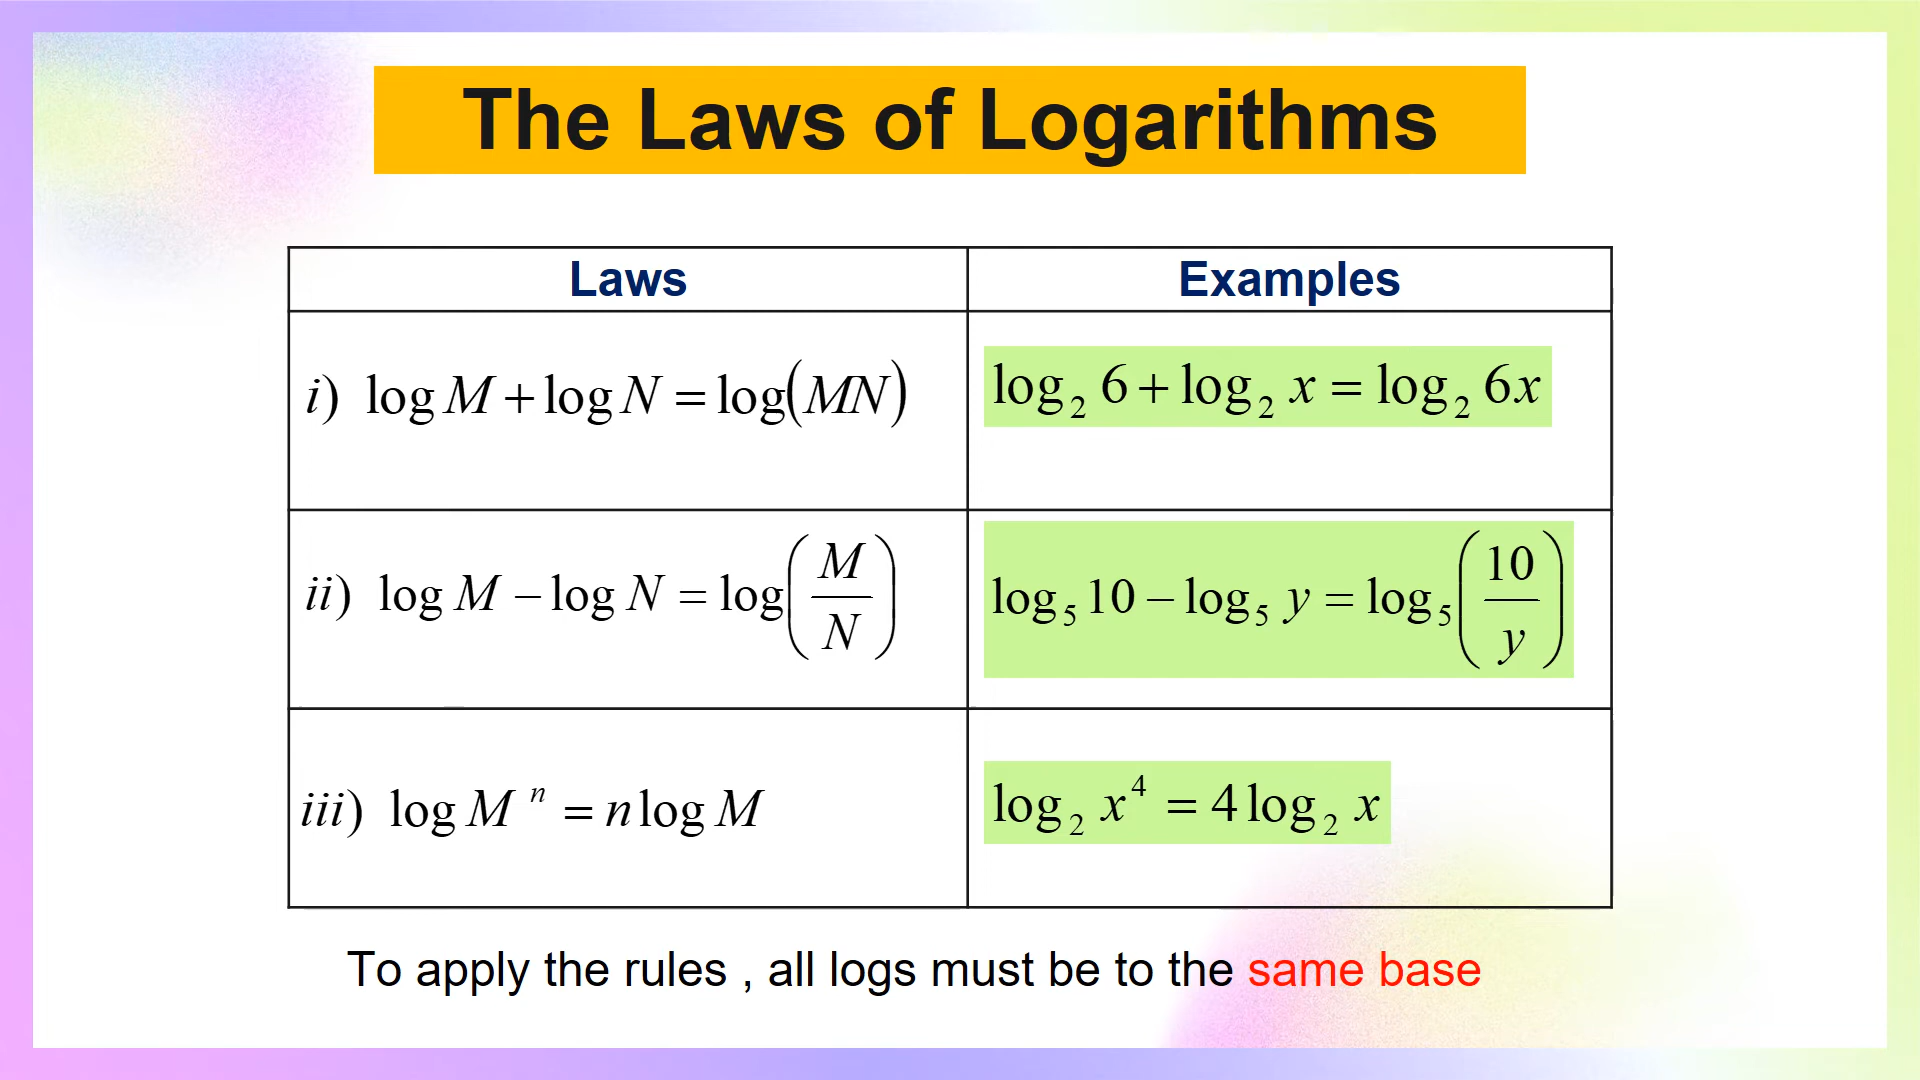 The Laws of Logarithms
Laws
Examples
i) log M + log N = log(MN)
log₂ 6 + log₂ x = log₂ 6x
ii) log M − log N = log(M/N)
log₅ 10 − log₅ y = log₅(10/y)
iii) log Mⁿ = n log M
log₂ x⁴ = 4 log₂ x
To apply the rules , all logs must be to the same base